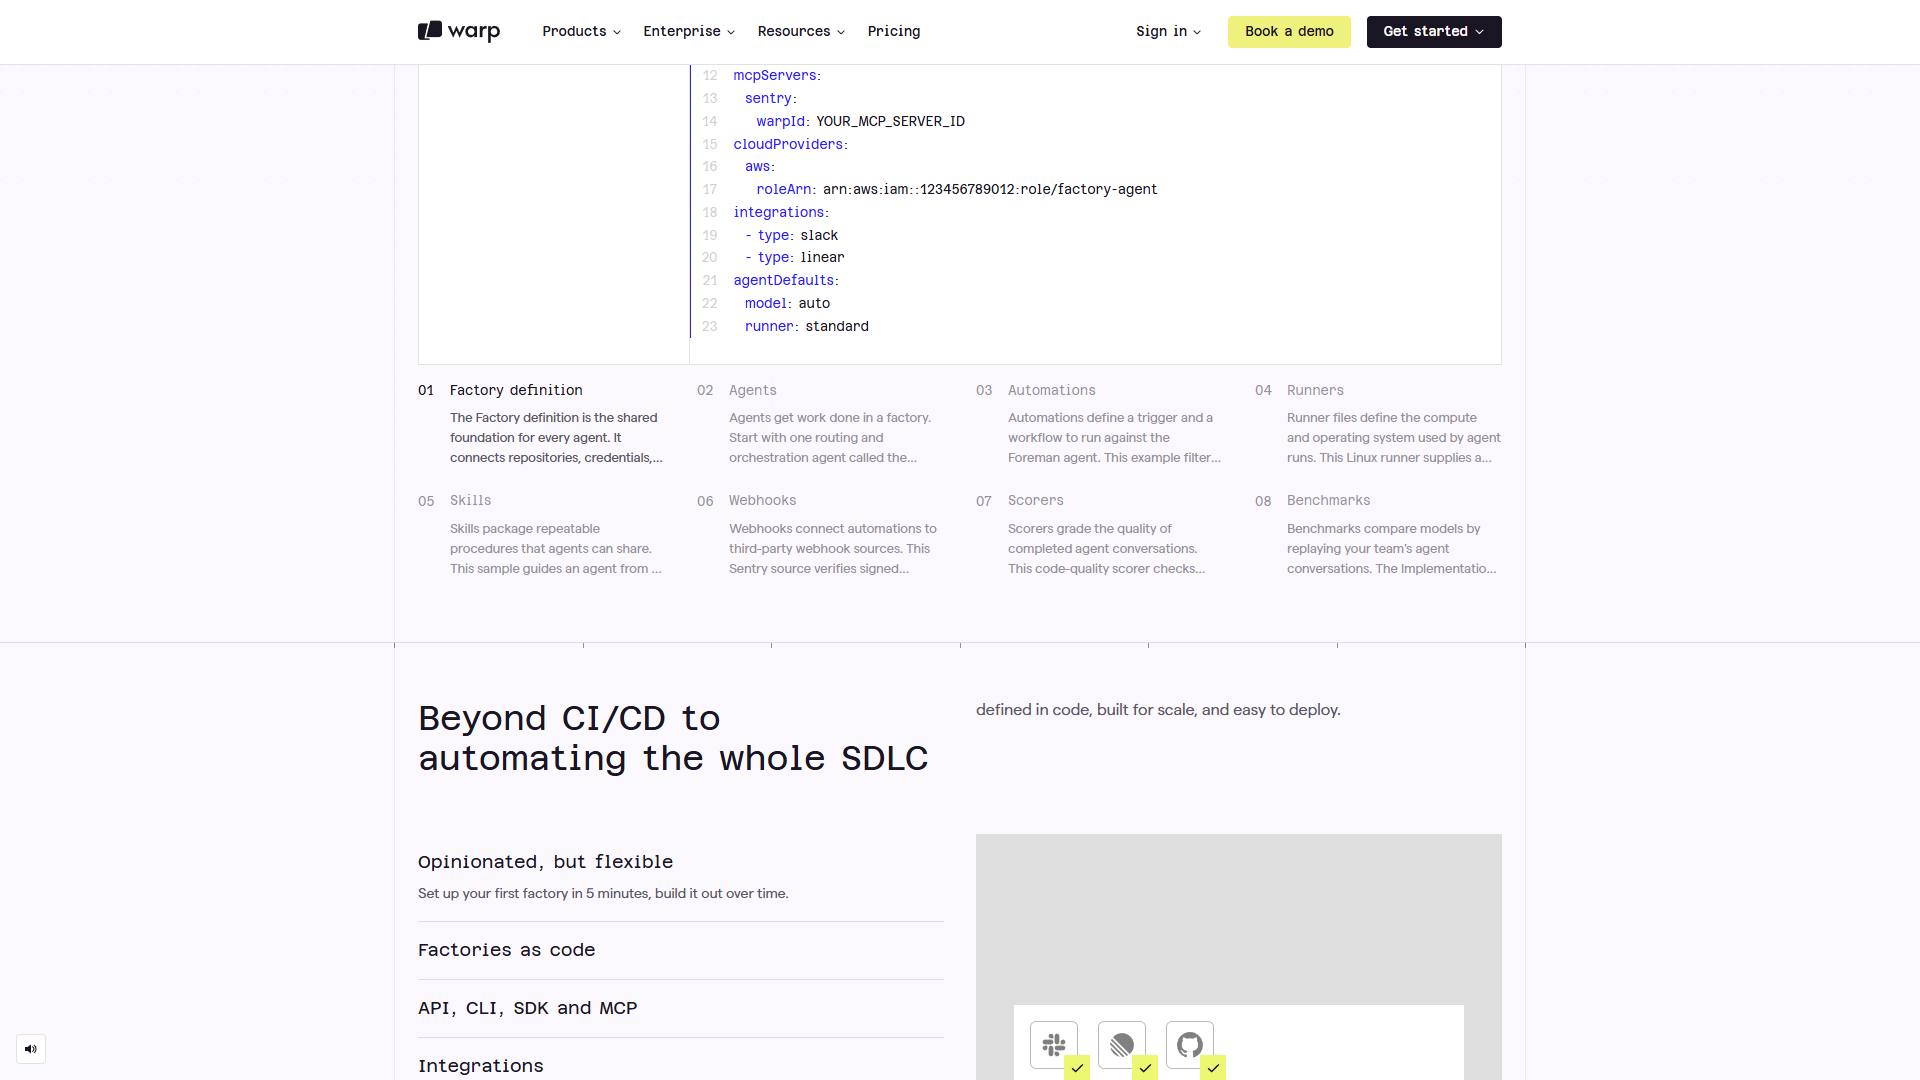 warp
Products
Enterprise
Resources
Pricing
Sign in
Book a demo
Get started
12 mcpServers:
13 sentry:
14 warpId: YOUR_MCP_SERVER_ID
15 cloudProviders:
16 aws:
17 roleArn: arn:aws:iam::123456789012:role/factory-agent
18 integrations:
19 - type: slack
20 - type: linear
21 agentDefaults:
22 model: auto
23 runner: standard
01 Factory definition
The Factory definition is the shared
foundation for every agent. It
connects repositories, credentials,...
02 Agents
Agents get work done in a factory.
Start with one routing and
orchestration agent called the...
03 Automations
Automations define a trigger and a
workflow to run against the
Foreman agent. This example filter...
04 Runners
Runner files define the compute
and operating system used by agent
runs. This Linux runner supplies a...
05 Skills
Skills package repeatable
procedures that agents can share.
This sample guides an agent from ...
06 Webhooks
Webhooks connect automations to
third-party webhook sources. This
Sentry source verifies signed...
07 Scorers
Scorers grade the quality of
completed agent conversations.
This code-quality scorer checks...
08 Benchmarks
Benchmarks compare models by
replaying your team's agent
conversations. The Implementatio...
Beyond CI/CD to
automating the whole SDLC
defined in code, built for scale, and easy to deploy.
Opinionated, but flexible
Set up your first factory in 5 minutes, build it out over time.
Factories as code
API, CLI, SDK and MCP
Integrations